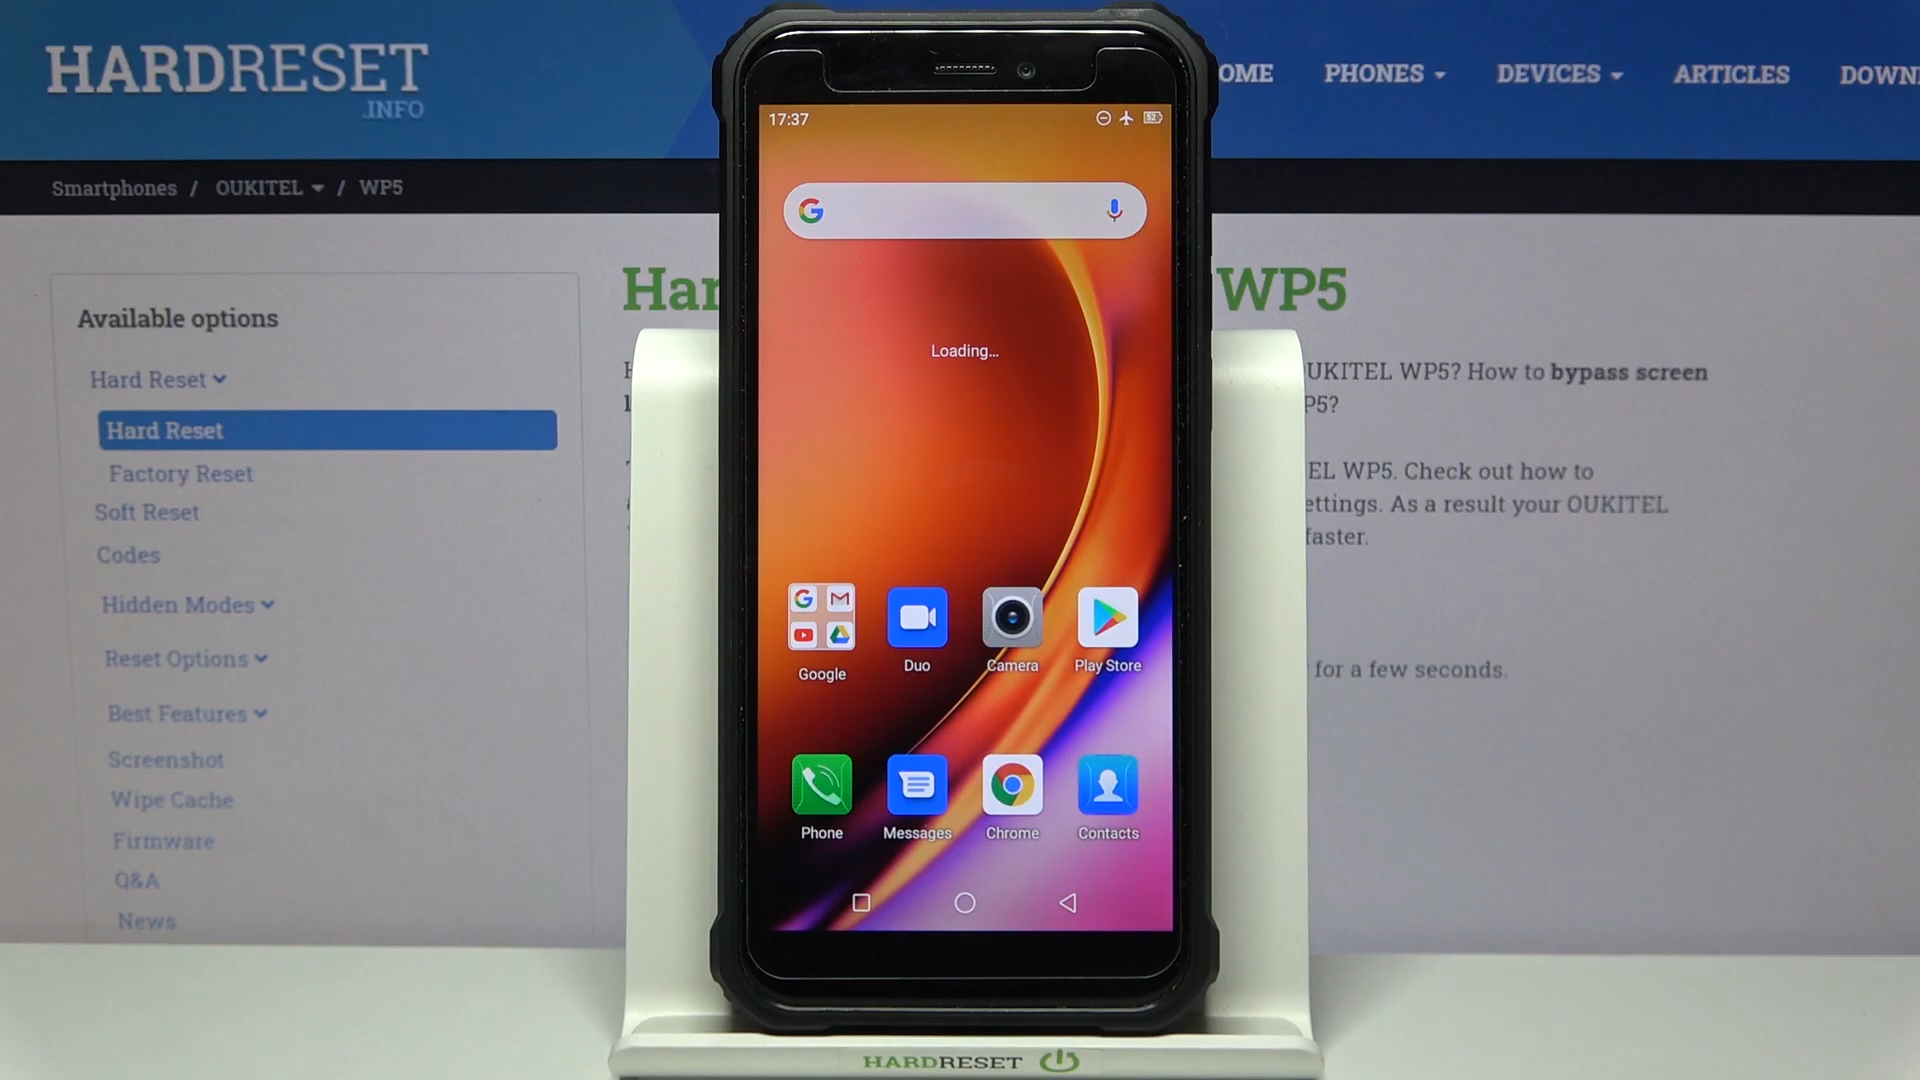 HARDRESET
.INFO
OME PHONES DEVICES ARTICLES DOWN
Smartphones / OUKITEL / WP5
Available options
Hard Reset
Hard Reset
Factory Reset
Soft Reset
Codes
Hidden Modes
Reset Options
Best Features
Screenshot
Wipe Cache
Firmware
Q&A
News
Har WP5
UKITEL WP5? How to bypass screen
P5?
EL WP5. Check out how to
ettings. As a result your OUKITEL
faster.
for a few seconds.
17:37
52
Loading...
Google
Duo
Camera
Play Store
Phone
Messages
Chrome
Contacts
HARDRESET